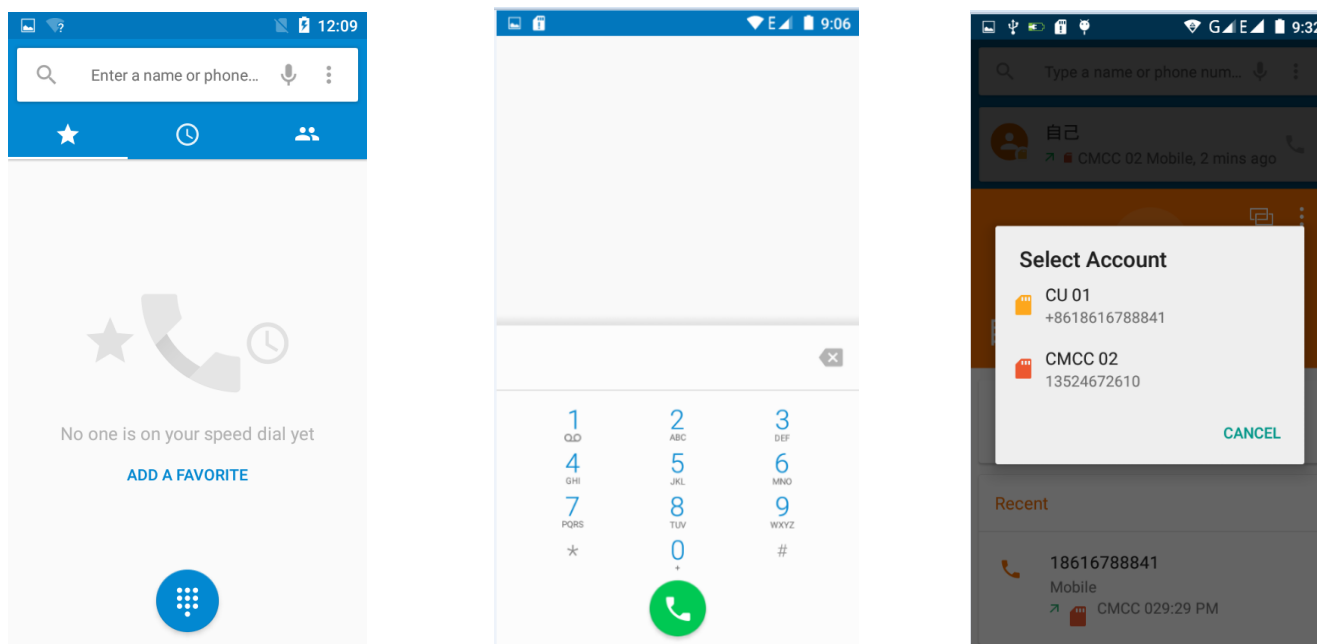 12:09
Enter a name or phone...
No one is on your speed dial yet
ADD A FAVORITE
E 9:06
1
2 ABC
3 DEF
4 GHI
5 JKL
6 MNO
7 PQRS
8 TUV
9 WXYZ
*
0 +
#
G E 9:32
Type a name or phone num...
自己
CMCC 02 Mobile, 2 mins ago
Select Account
CU 01
+8618616788841
CMCC 02
13524672610
CANCEL
Recent
18616788841
Mobile
CMCC 029:29 PM